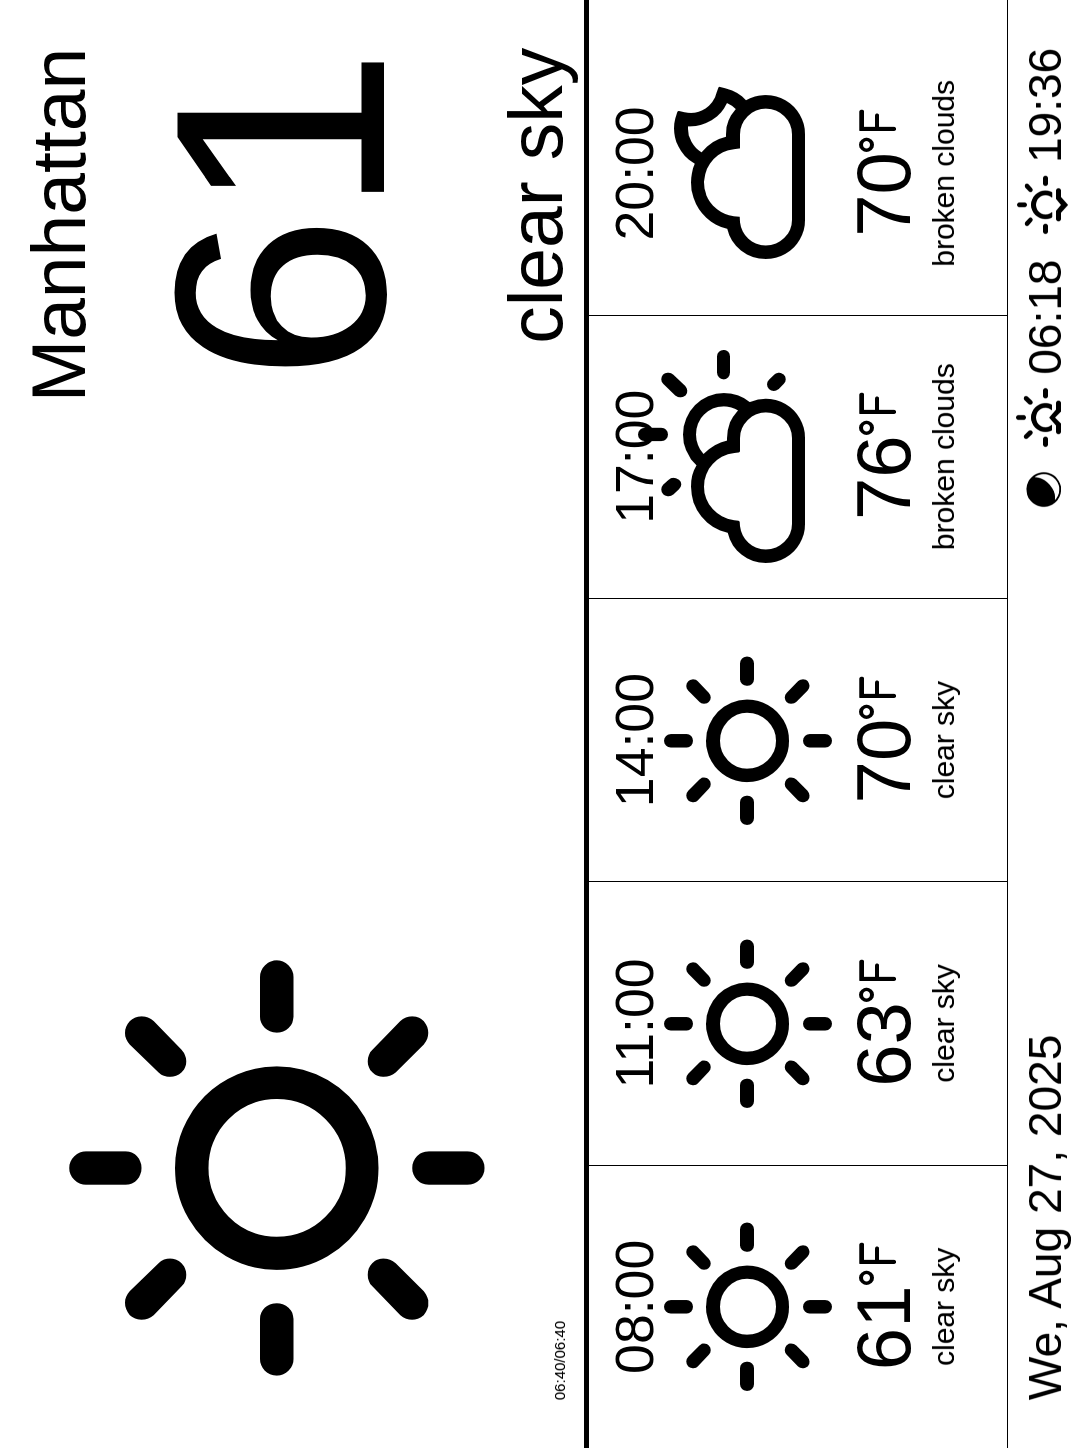 Manhattan
61
clear sky
06:40/06:40
08:00
61°F
clear sky
11:00
63°F
clear sky
14:00
70°F
clear sky
17:00
76°F
broken clouds
20:00
70°F
broken clouds
We, Aug 27, 2025
06:18
19:36